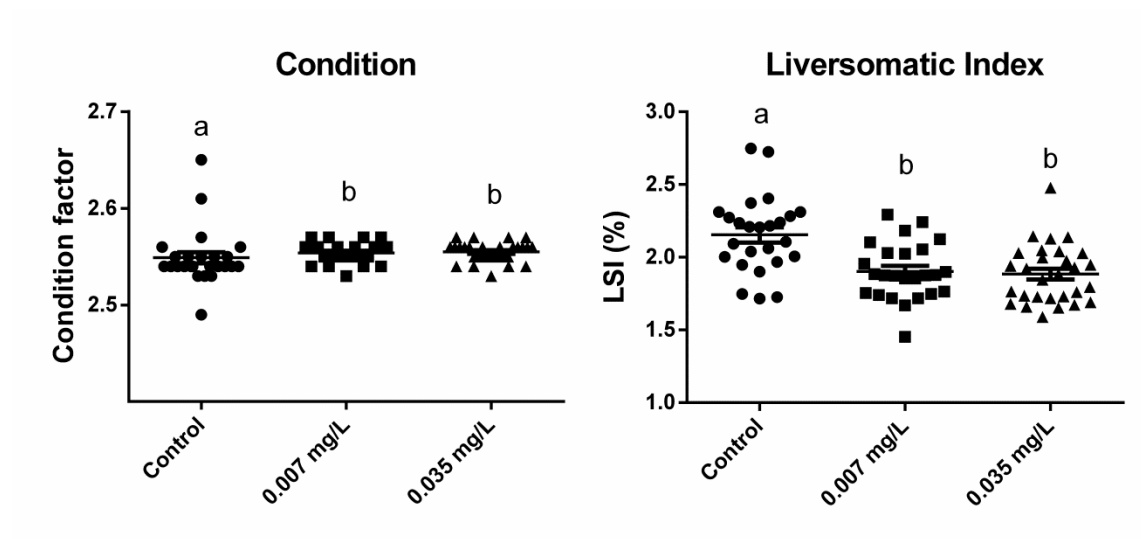 Condition
Condition factor
2.7
2.6
2.5
a
b
b
Control
0.007 mg/L
0.035 mg/L
Liversomatic Index
LSI (%)
3.0
2.5
2.0
1.5
1.0
a
b
b
Control
0.007 mg/L
0.035 mg/L